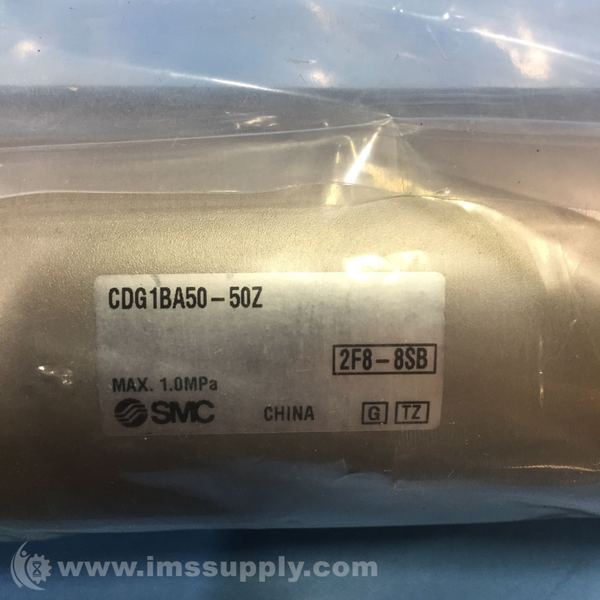 CDG1BA50-50Z
2F8-8SB
MAX. 1.0MPa
SMC CHINA G TZ
www.imssupply.com